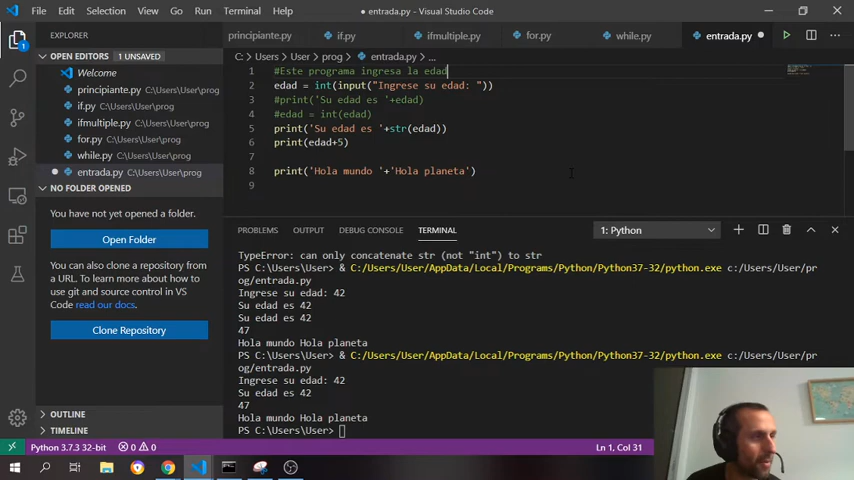 File Edit Selection View Go Run Terminal Help
entrada.py - Visual Studio Code
EXPLORER
principiante.py if.py ifmultiple.py for.py while.py entrada.py
OPEN EDITORS 1 UNSAVED
Welcome
principiante.py C:\Users\User\prog
if.py C:\Users\User\prog
ifmultiple.py C:\Users\User\prog
for.py C:\Users\User\prog
while.py C:\Users\User\prog
entrada.py C:\Users\User\prog
NO FOLDER OPENED
You have not yet opened a folder.
Open Folder
You can also clone a repository
from a URL. To learn more about how
to use git and source control in VS
Code read our docs.
Clone Repository
OUTLINE
TIMELINE
C: > Users > User > prog > entrada.py > ...
1 #Este programa ingresa la edad
2 edad = int(input("Ingrese su edad: "))
3 #print('Su edad es '+edad)
4 #edad = int(edad)
5 print('Su edad es '+str(edad))
6 print(edad+5)
7
8 print('Hola mundo '+'Hola planeta')
9
PROBLEMS OUTPUT DEBUG CONSOLE TERMINAL
1: Python
TypeError: can only concatenate str (not "int") to str
PS C:\Users\User> & C:/Users/User/AppData/Local/Programs/Python/Python37-32/python.exe c:/Users/User/pr
og/entrada.py
Ingrese su edad: 42
Su edad es 42
Su edad es 42
47
Hola mundo Hola planeta
PS C:\Users\User> & C:/Users/User/AppData/Local/Programs/Python/Python37-32/python.exe c:/Users/User/pr
og/entrada.py
Ingrese su edad: 42
Su edad es 42
47
Hola mundo Hola planeta
PS C:\Users\User>
Python 3.7.3 32-bit 0 0
Ln 1, Col 31